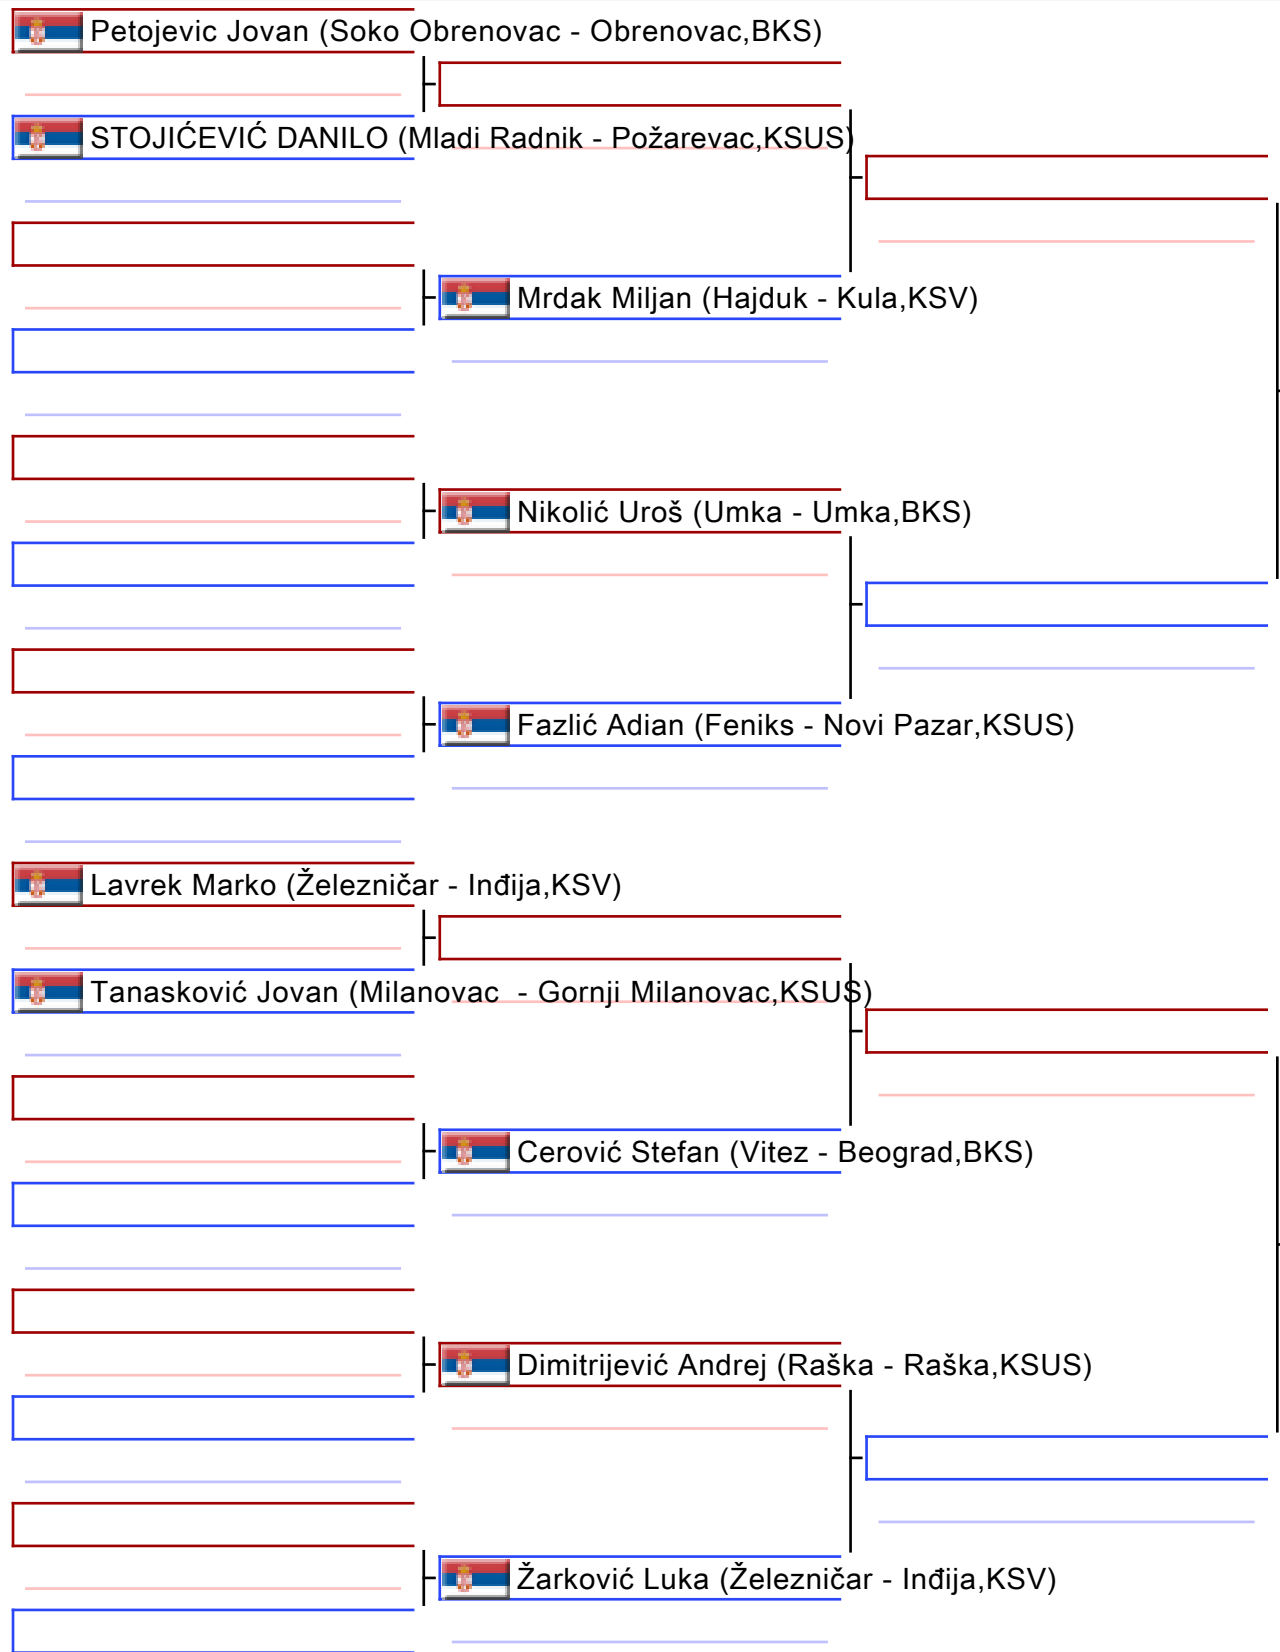 Petojevic Jovan (Soko Obrenovac - Obrenovac,BKS)
STOJIĆEVIĆ DANILO (Mladi Radnik - Požarevac,KSUS)
Mrdak Miljan (Hajduk - Kula,KSV)
Nikolić Uroš (Umka - Umka,BKS)
Fazlić Adian (Feniks - Novi Pazar,KSUS)
Lavrek Marko (Železničar - Inđija,KSV)
Tanasković Jovan (Milanovac  - Gornji Milanovac,KSUS)
Cerović Stefan (Vitez - Beograd,BKS)
Dimitrijević Andrej (Raška - Raška,KSUS)
Žarković Luka (Železničar - Inđija,KSV)